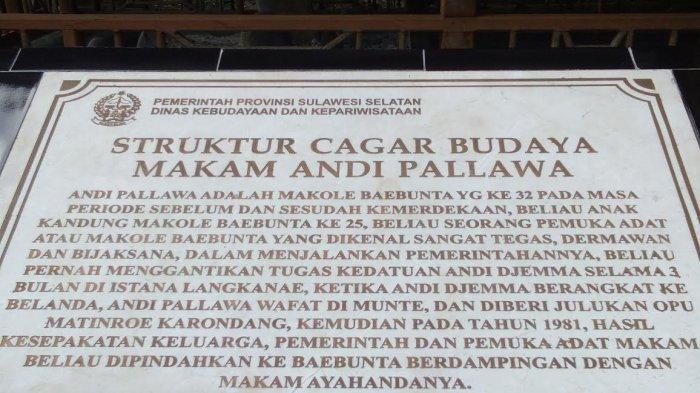 PEMERINTAH PROVINSI SULAWESI SELATAN
DINAS KEBUDAYAAN DAN KEPARIWISATAAN
STRUKTUR CAGAR BUDAYA
MAKAM ANDI PALLAWA
ANDI PALLAWA ADALAH MAKOLE BAEBUNTA YG KE 32 PADA MASA
PERIODE SEBELUM DAN SESUDAH KEMERDEKAAN, BELIAU ANAK
KANDUNG MAKOLE BAEBUNTA KE 25, BELIAU SEORANG PEMUKA ADAT
ATAU MAKOLE BAEBUNTA YANG DIKENAL SANGAT TEGAS, DERMAWAN
DAN BIJAKSANA, DALAM MENJALANKAN PEMERINTAHANNYA, BELIAU
PERNAH MENGGANTIKAN TUGAS KEDATUAN ANDI DJEMMA SELAMA 3
BULAN DI ISTANA LANGKANAE, KETIKA ANDI DJEMMA BERANGKAT KE
BELANDA, ANDI PALLAWA WAFAT DI MUNTE, DAN DIBERI JULUKAN OPU
MATINROE KARONDANG, KEMUDIAN PADA TAHUN 1981, HASIL
KESEPAKATAN KELUARGA, PEMERINTAH DAN PEMUKA ADAT MAKAM
BELIAU DIPINDAHKAN KE BAEBUNTA BERDAMPINGAN DENGAN
MAKAM AYAHANDANYA.